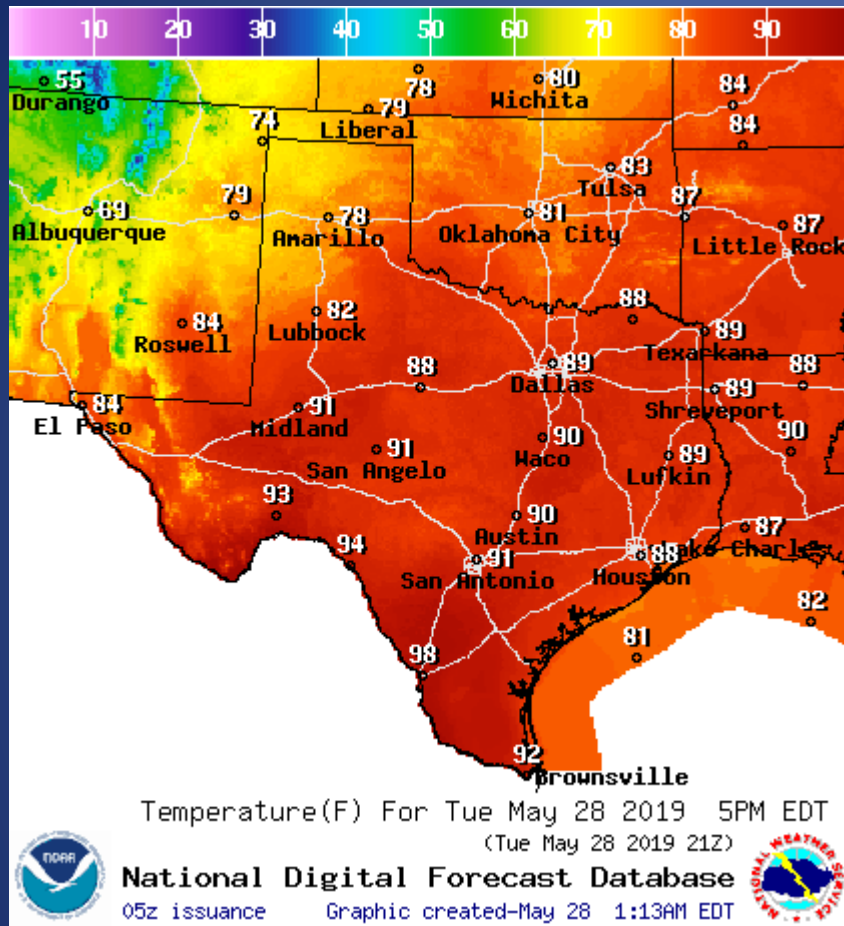 10 20 30 40 50 60 70 80 90
55
Durango
78
80
Wichita
79
Liberal
84
74
84
83
Tulsa
69
Albuquerque
79
78
Amarillo
81
Oklahoma City
87
87
Little Rock
84
Roswell
82
Lubbock
88
89
Texarkana
88
89
Dallas
84
El Paso
91
Midland
89
Shreveport
88
91
San Angelo
90
Waco
89
Lufkin
90
93
90
Austin
87
Lake Charles
94
91
San Antonio
88
Houston
82
98
81
92
Brownsville
Temperature(F) For Tue May 28 2019 5PM EDT
(Tue May 28 2019 21Z)
NOAA
National Digital Forecast Database
05z issuance Graphic created-May 28 1:13AM EDT
NATIONAL WEATHER SERVICE